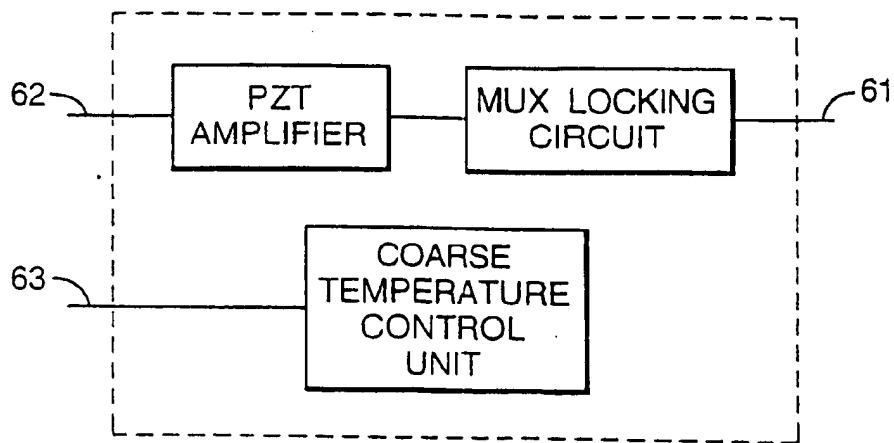 62
PZT
AMPLIFIER
MUX LOCKING
CIRCUIT
61
63
COARSE
TEMPERATURE
CONTROL
UNIT